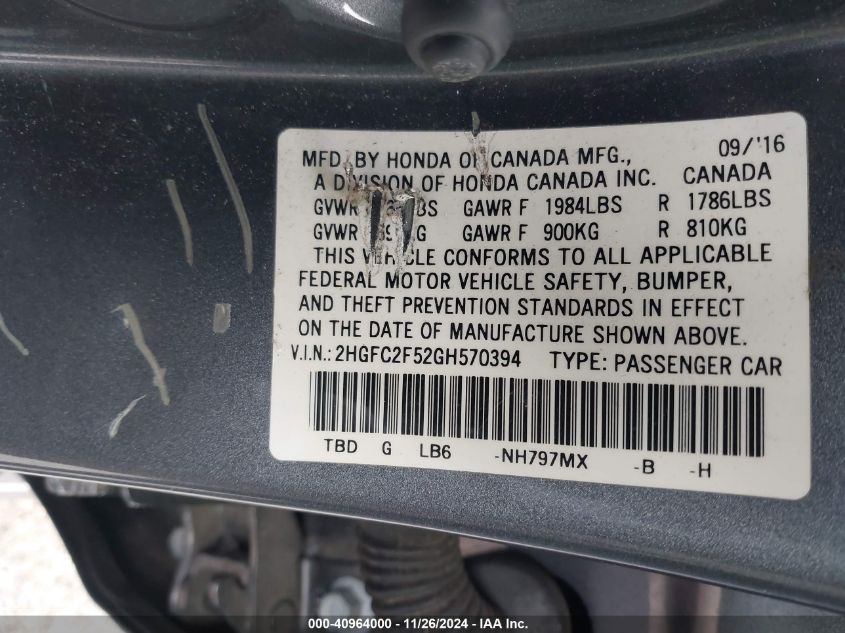 MFD. BY HONDA OF CANADA MFG., 09/'16
A DIVISION OF HONDA CANADA INC. CANADA
GVWR GAWR F 1984LBS R 1786LBS
GVWR GAWR F 900KG R 810KG
THIS VEHICLE CONFORMS TO ALL APPLICABLE
FEDERAL MOTOR VEHICLE SAFETY, BUMPER,
AND THEFT PREVENTION STANDARDS IN EFFECT
ON THE DATE OF MANUFACTURE SHOWN ABOVE.
V.I.N.: 2HGFC2F52GH570394 TYPE: PASSENGER CAR
TBD G LB6 -NH797MX -B -H
000-40964000 — 11/26/2024 — IAA Inc.